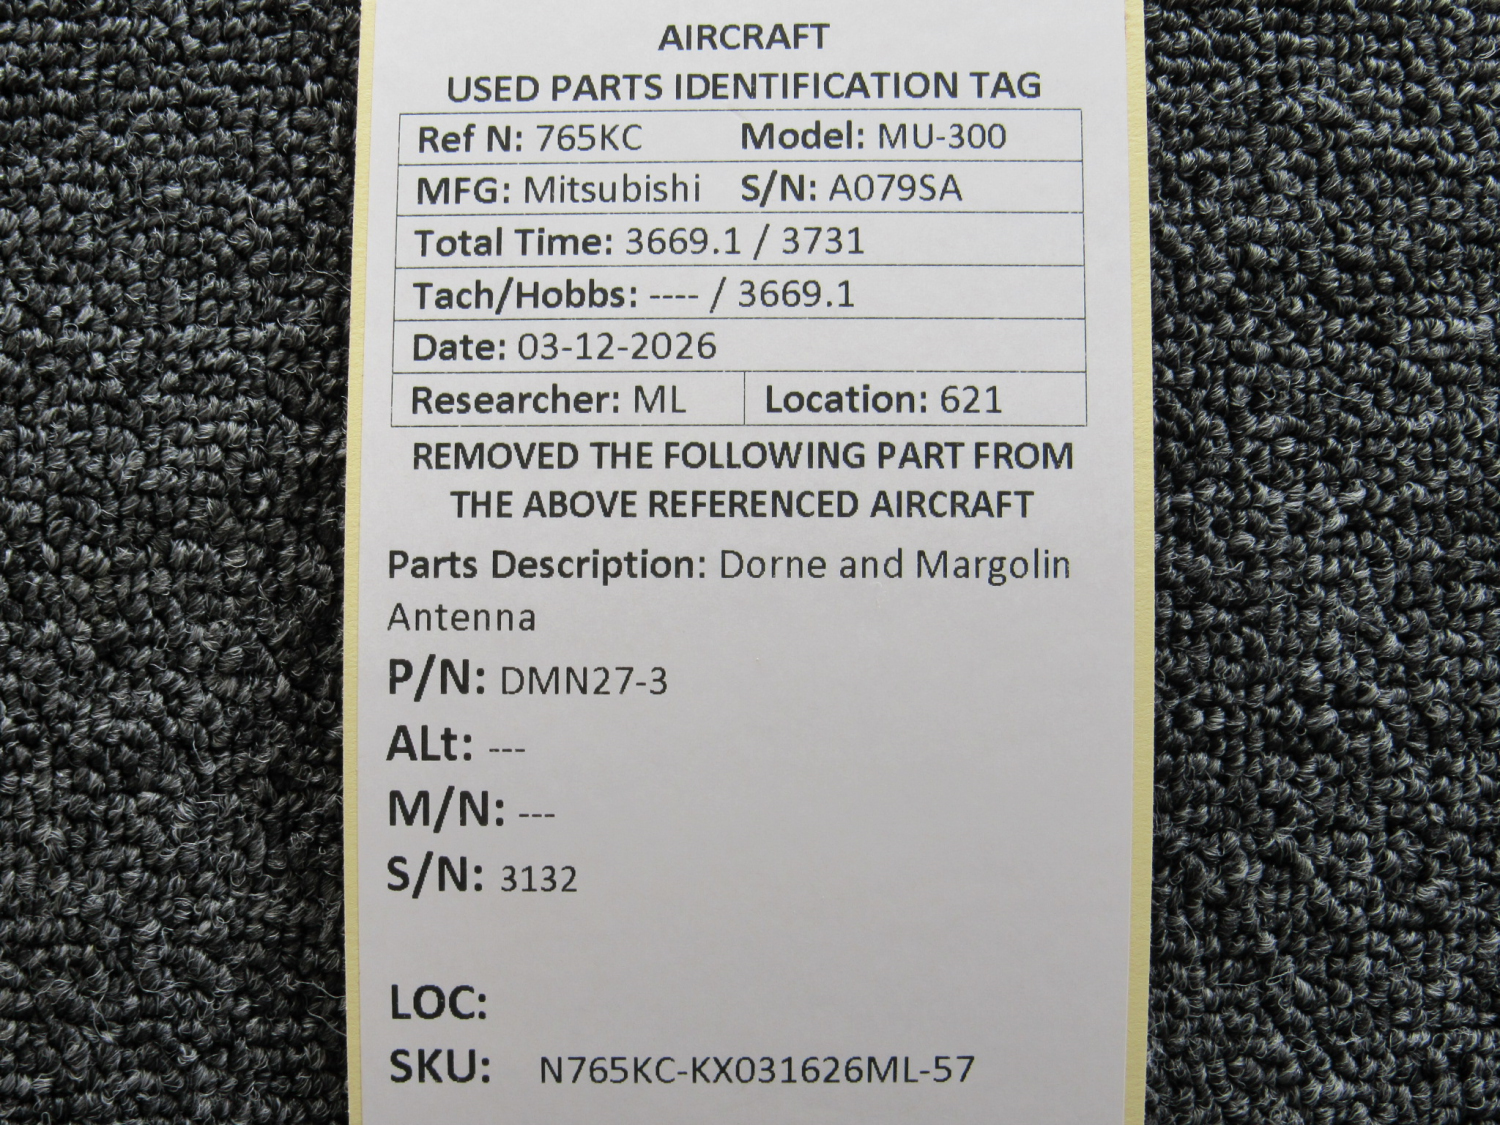 AIRCRAFT
USED PARTS IDENTIFICATION TAG
Ref N: 765KC Model: MU-300
MFG: Mitsubishi S/N: A079SA
Total Time: 3669.1 / 3731
Tach/Hobbs: ---- / 3669.1
Date: 03-12-2026
Researcher: ML Location: 621
REMOVED THE FOLLOWING PART FROM
THE ABOVE REFERENCED AIRCRAFT
Parts Description: Dorne and Margolin
Antenna
P/N: DMN27-3
ALt: ---
M/N: ---
S/N: 3132
LOC:
SKU: N765KC-KX031626ML-57